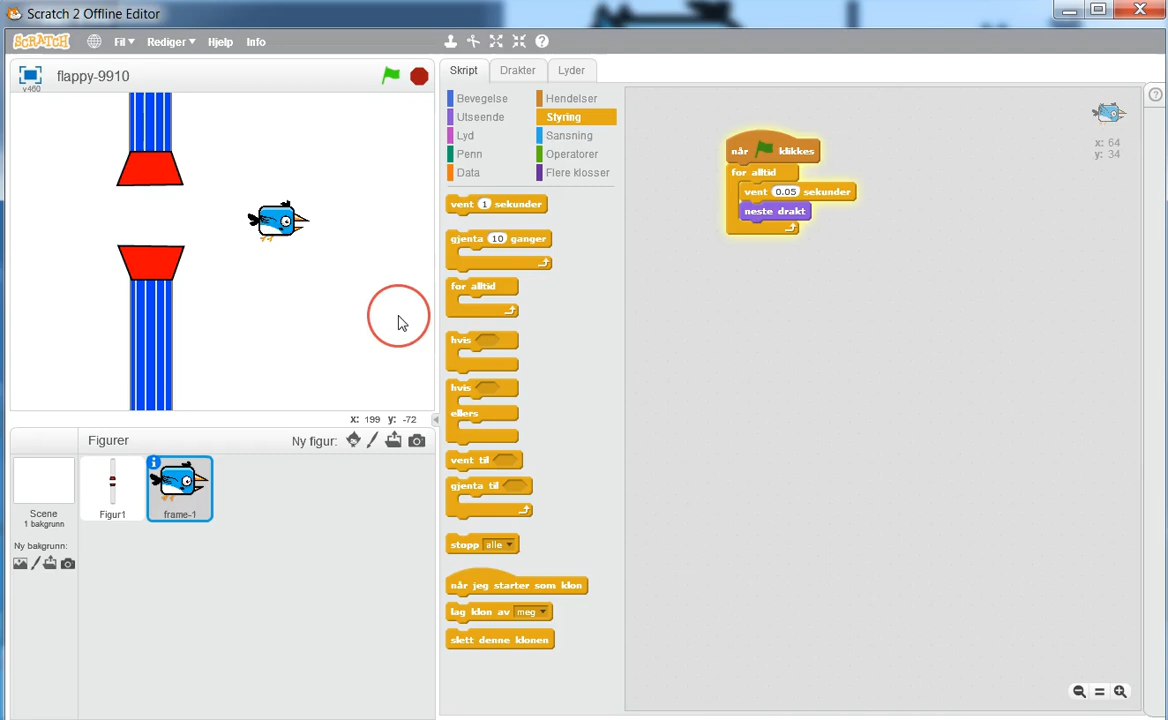 Scratch 2 Offline Editor
SCRATCH
Fil Rediger Hjelp Info
v460
flappy-9910
Skript Drakter Lyder
Bevegelse
Utseende
Lyd
Penn
Data
Hendelser
Styring
Sansning
Operatorer
Flere klosser
vent 1 sekunder
gjenta 10 ganger
for alltid
hvis
hvis
ellers
vent til
gjenta til
stopp alle
når jeg starter som klon
lag klon av meg
slett denne klonen
når klikkes
for alltid
vent 0.05 sekunder
neste drakt
x: 64
y: 34
x: 199 y: -72
Figurer Ny figur:
Scene
1 bakgrunn
Ny bakgrunn:
Figur1
frame-1